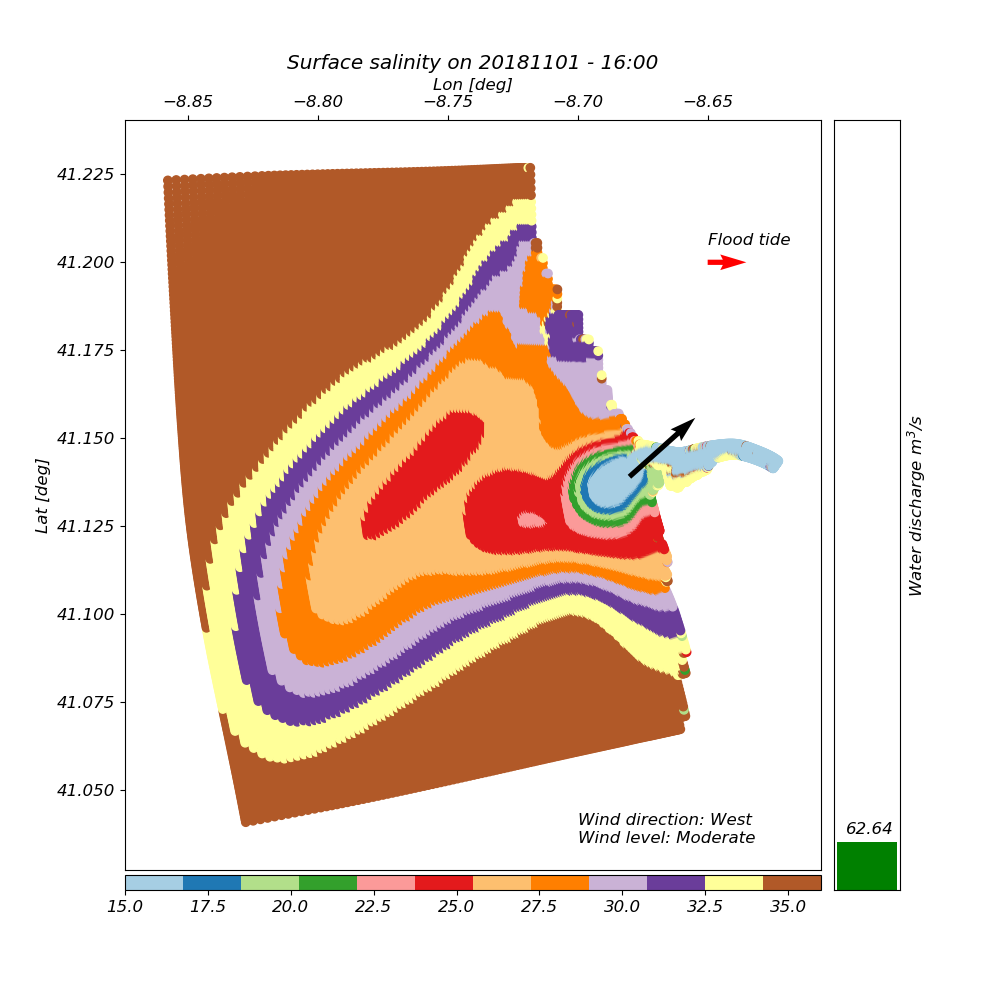 Surface salinity on 20181101 - 16:00
Lon [deg]
−8.85 −8.80 −8.75 −8.70 −8.65
41.225
41.200
41.175
41.150
41.125
41.100
41.075
41.050
Lat [deg]
Flood tide
Wind direction: West
Wind level: Moderate
62.64
Water discharge m³/s
15.0 17.5 20.0 22.5 25.0 27.5 30.0 32.5 35.0